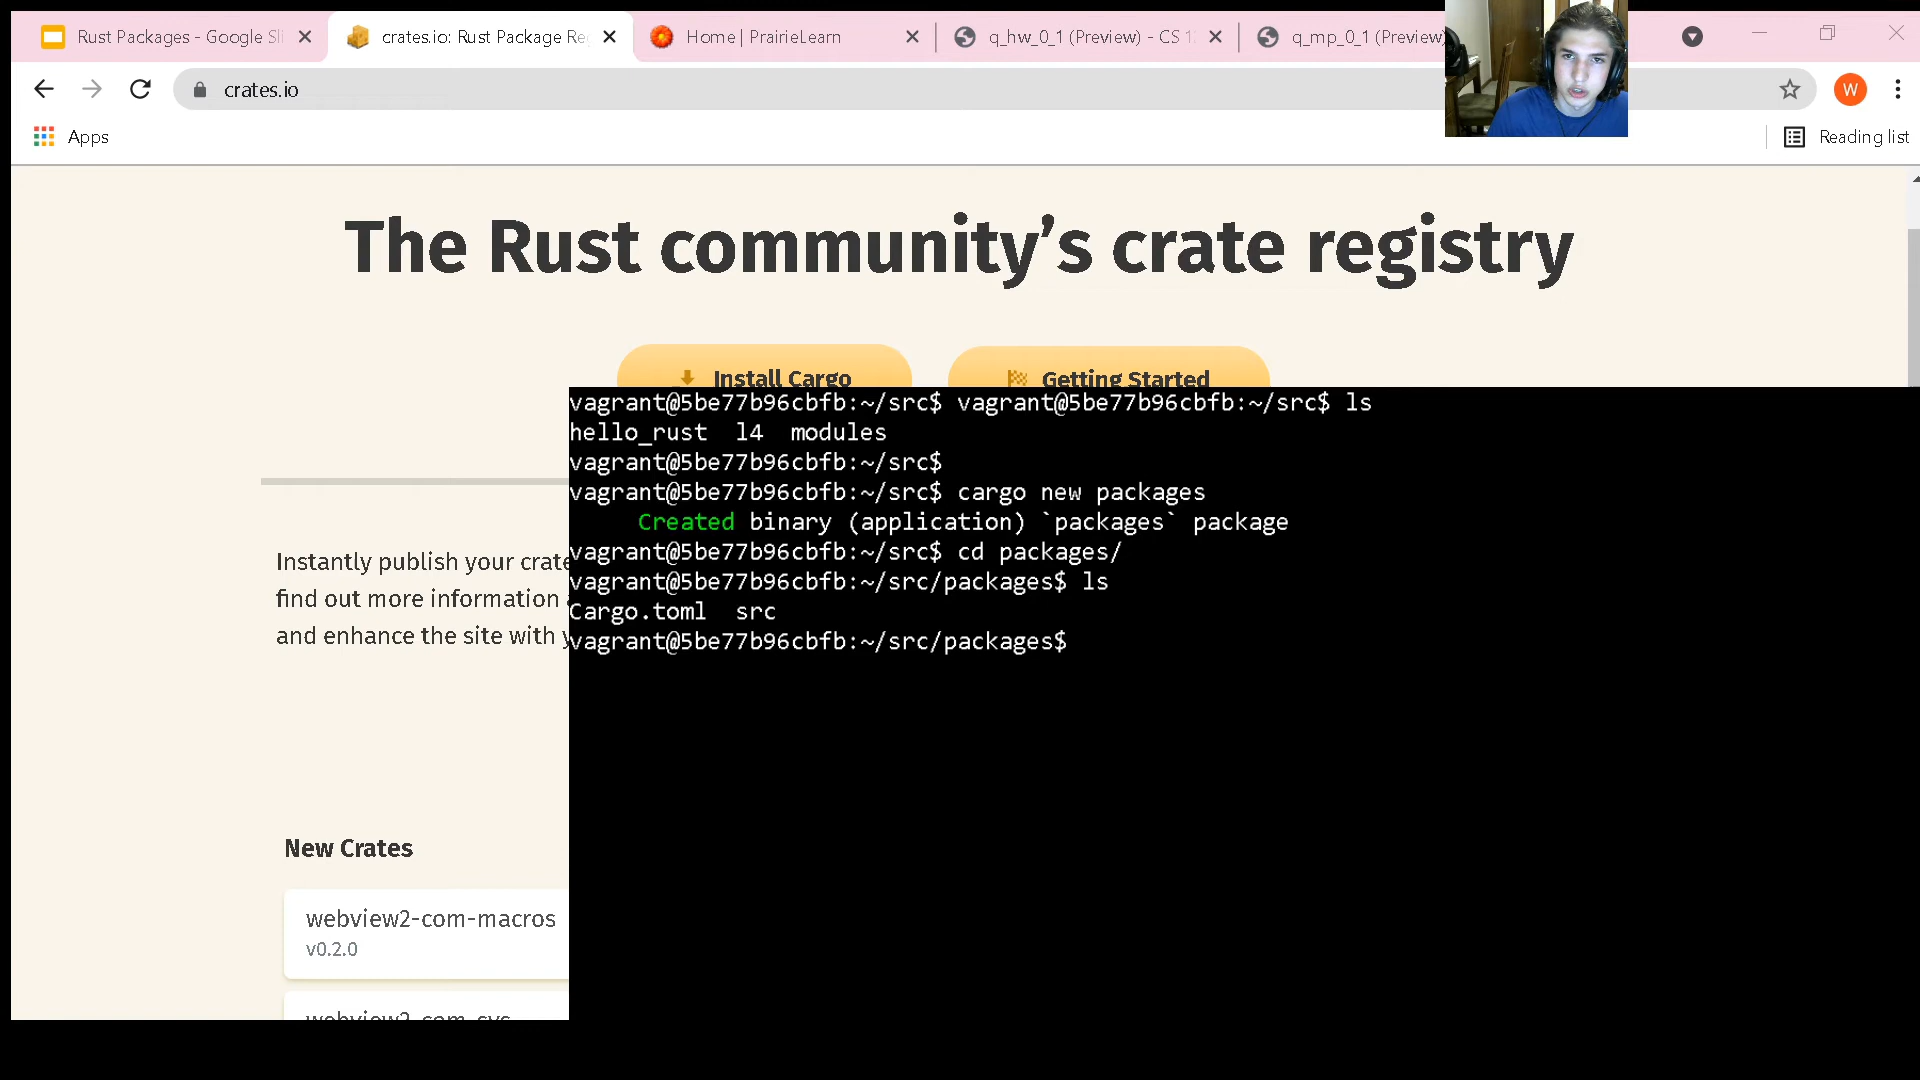 Rust Packages - Google Sli
crates.io: Rust Package Re
Home | PrairieLearn
q_hw_0_1 (Preview) - CS 1
q_mp_0_1 (Preview)
crates.io
W
Apps
Reading list
The Rust community’s crate registry
Install Cargo
Getting Started
vagrant@5be77b96cbfb:~/src$ vagrant@5be77b96cbfb:~/src$ ls
hello_rust l4 modules
vagrant@5be77b96cbfb:~/src$
vagrant@5be77b96cbfb:~/src$ cargo new packages
Created binary (application) `packages` package
vagrant@5be77b96cbfb:~/src$ cd packages/
vagrant@5be77b96cbfb:~/src/packages$ ls
Cargo.toml src
vagrant@5be77b96cbfb:~/src/packages$
Instantly publish your crate
find out more information
and enhance the site with y
New Crates
webview2-com-macros
v0.2.0
webview2-com-sys